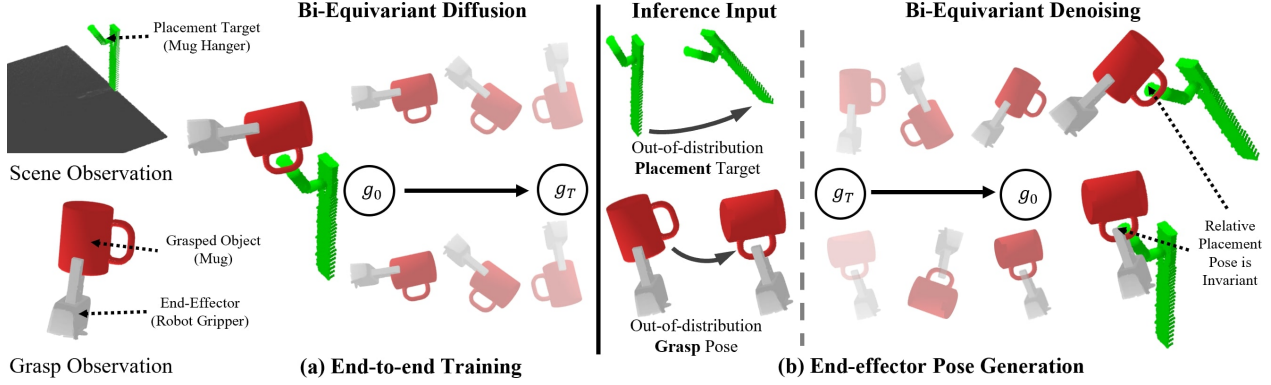 Bi-Equivariant Diffusion
Placement Target
(Mug Hanger)
Scene Observation
Grasped Object
(Mug)
End-Effector
(Robot Gripper)
Grasp Observation
g0
gT
(a) End-to-end Training
Inference Input
Out-of-distribution
Placement Target
Out-of-distribution
Grasp Pose
Bi-Equivariant Denoising
gT
g0
Relative
Placement
Pose is
Invariant
(b) End-effector Pose Generation